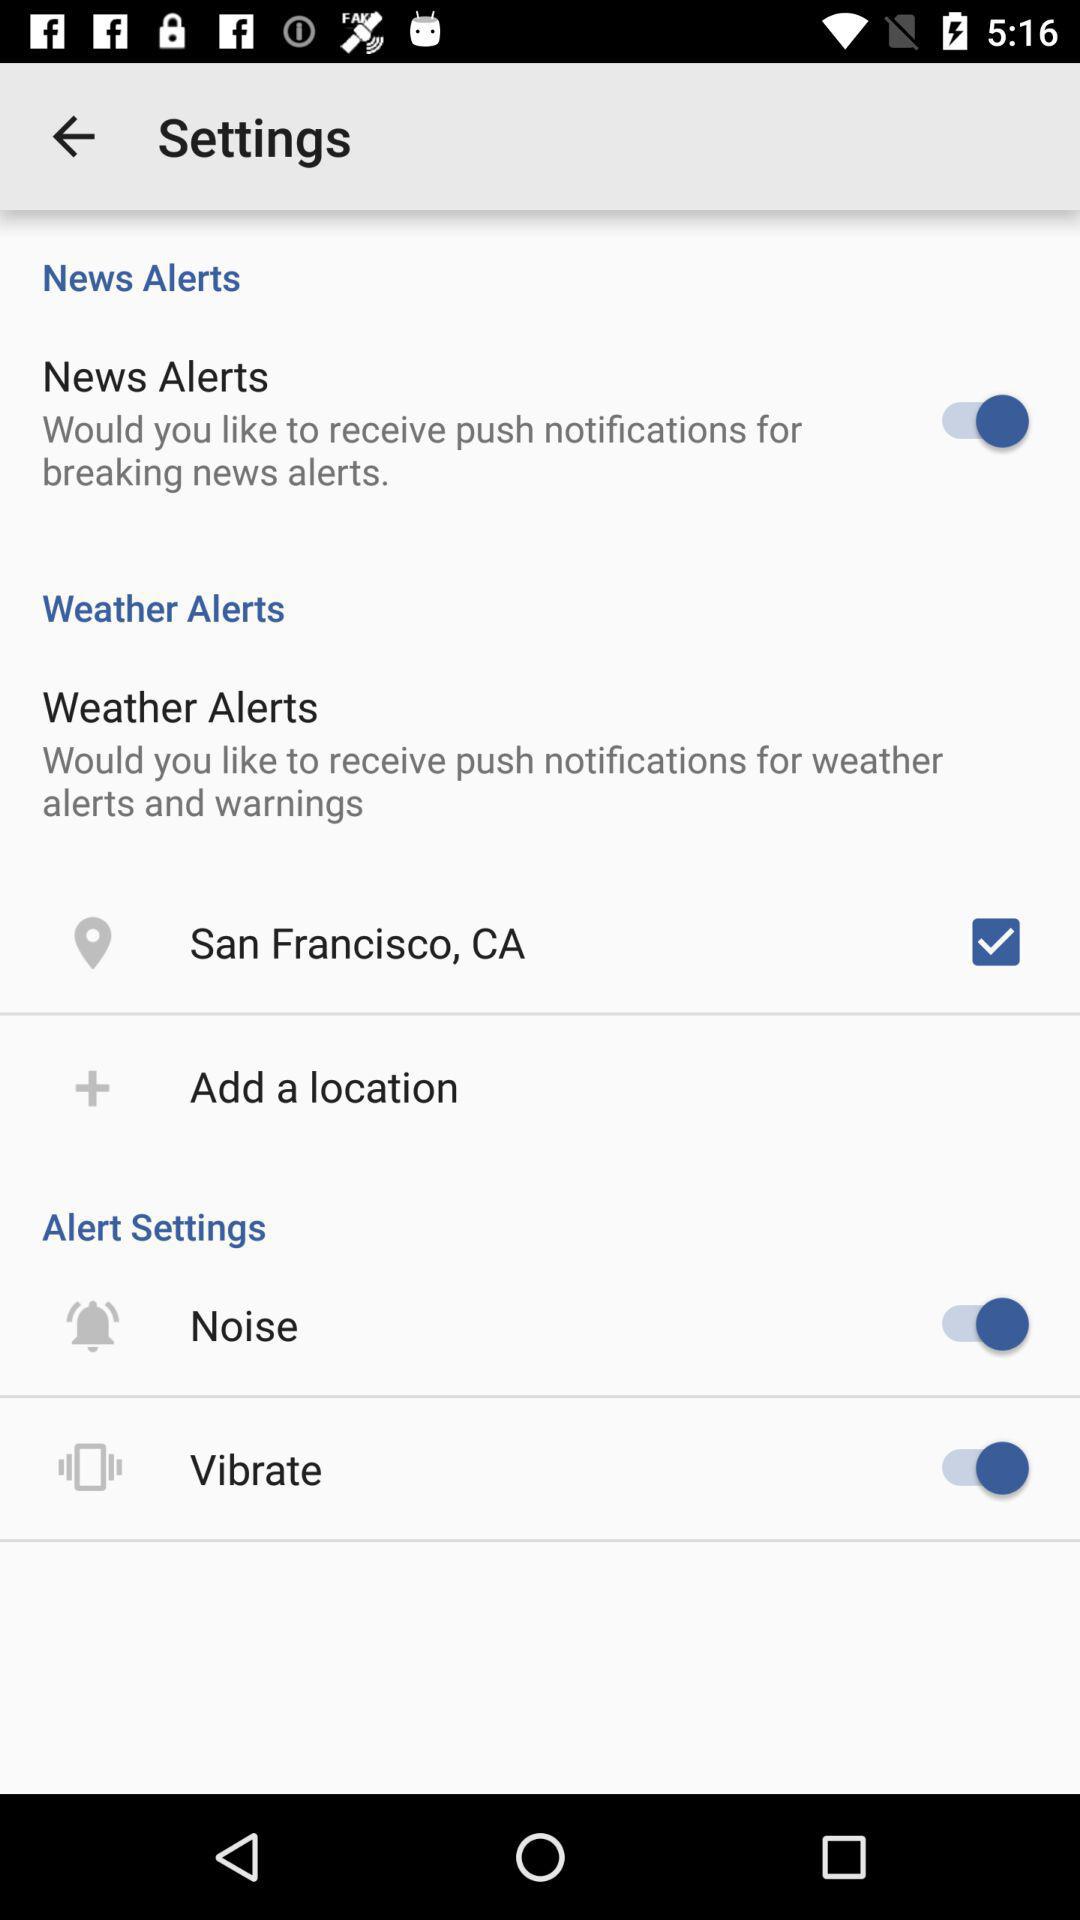 FAK
5:16
Settings
News Alerts
News Alerts
Would you like to receive push notifications for
breaking news alerts.
Weather Alerts
Weather Alerts
Would you like to receive push notifications for weather
alerts and warnings
San Francisco, CA
Add a location
Alert Settings
Noise
Vibrate